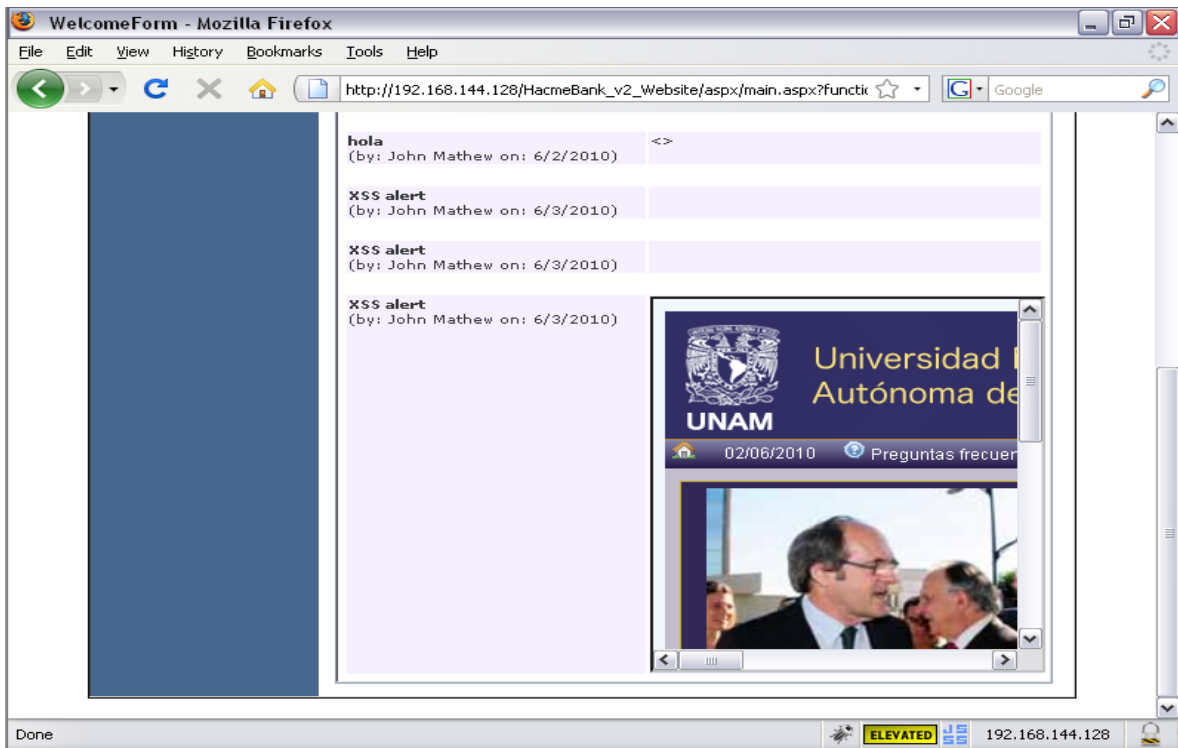 WelcomeForm - Mozilla Firefox
File Edit View History Bookmarks Tools Help
http://192.168.144.128/HacmeBank_v2_Website/aspx/main.aspx?functic
G Google
hola <>
(by: John Mathew on: 6/2/2010)
XSS alert
(by: John Mathew on: 6/3/2010)
XSS alert
(by: John Mathew on: 6/3/2010)
XSS alert
(by: John Mathew on: 6/3/2010)
Universidad
Autónoma de
UNAM
02/06/2010 Preguntas frecuen
Done ELEVATED JS SS 192.168.144.128